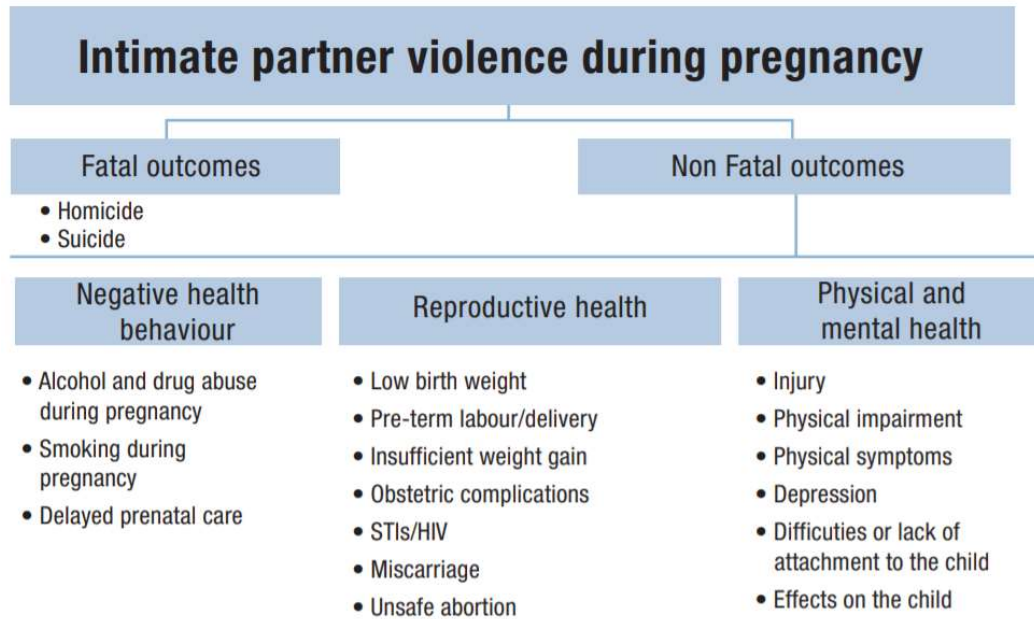 Intimate partner violence during pregnancy
Fatal outcomes
• Homicide
• Suicide
Non Fatal outcomes
Negative health
behaviour
• Alcohol and drug abuse
during pregnancy
• Smoking during
pregnancy
• Delayed prenatal care
Reproductive health
• Low birth weight
• Pre-term labour/delivery
• Insufficient weight gain
• Obstetric complications
• STIs/HIV
• Miscarriage
• Unsafe abortion
Physical and
mental health
• Injury
• Physical impairment
• Physical symptoms
• Depression
• Difficuties or lack of
attachment to the child
• Effects on the child